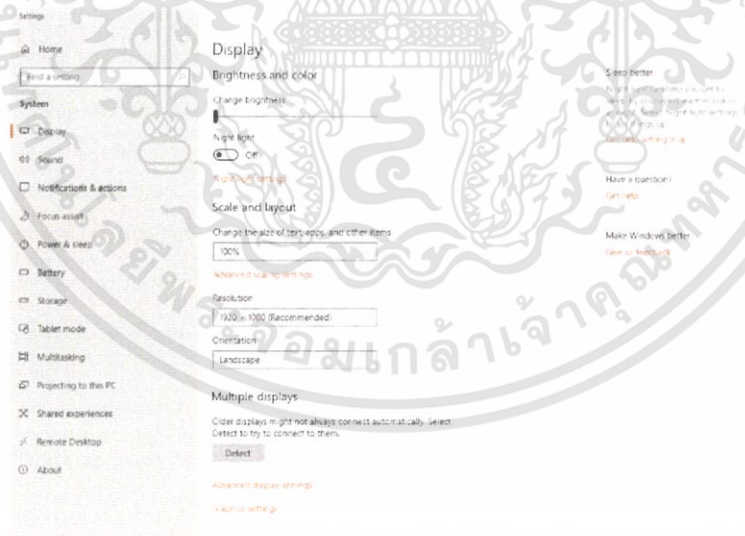 Settings
Home
Find a setting
System
Display
Sound
Notifications & actions
Focus assist
Power & sleep
Battery
Storage
Tablet mode
Multitasking
Projecting to this PC
Shared experiences
Remote Desktop
About
Display
Brightness and color
Change brightness
Night light
Off
Night light settings
Scale and layout
Change the size of text, apps, and other items
100%
Advanced scaling settings
Resolution
1920 × 1080 (Recommended)
Orientation
Landscape
Multiple displays
Older displays might not always connect automatically. Select
Detect to try to connect to them.
Detect
Advanced display settings
Graphics settings
Sleep better
Get help setting it up
Have a question?
Get help
Make Windows better
Give us feedback